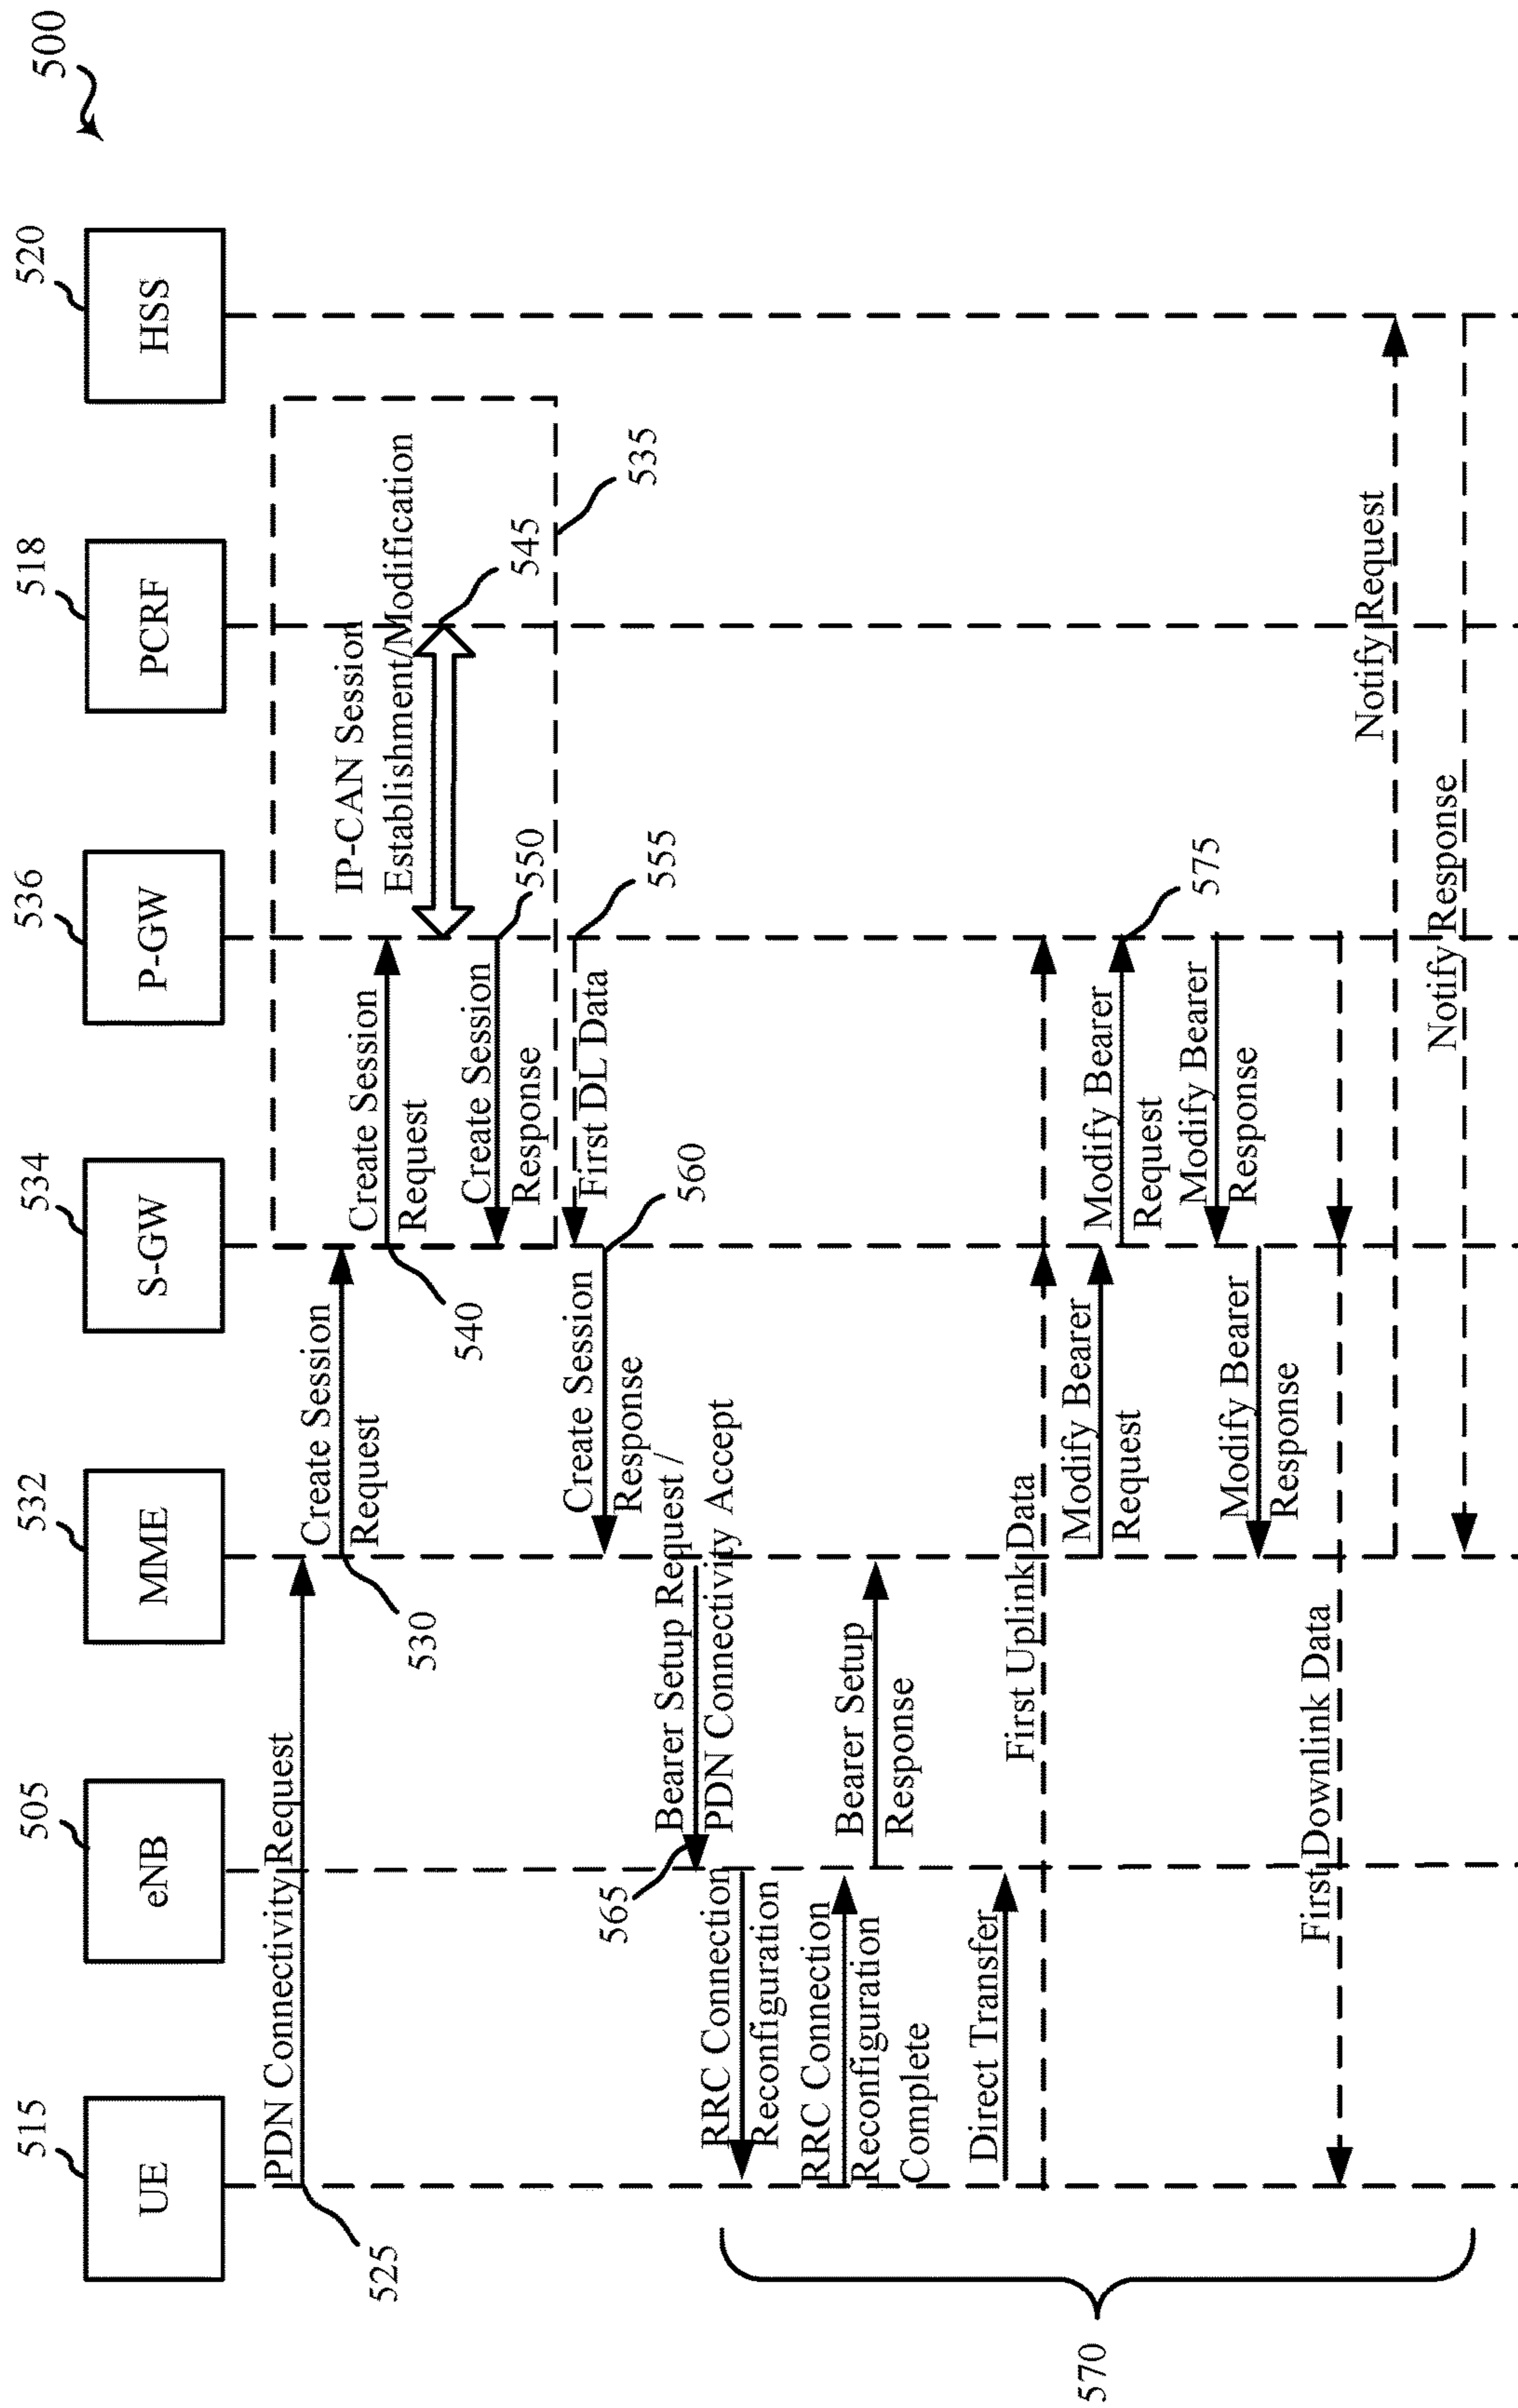 500
515
505
532
534
536
518
520
UE
eNB
MME
S-GW
P-GW
PCRF
HSS
PDN Connectivity Request
525
Create Session
Request
530
Create Session
Request
540
IP-CAN Session
Establishment/Modification
545
535
Create Session
Response
550
First DL Data
555
Create Session
Response
560
Bearer Setup Request /
PDN Connectivity Accept
565
RRC Connection
Reconfiguration
RRC Connection
Reconfiguration
Complete
Bearer Setup
Response
Direct Transfer
First Uplink Data
Modify Bearer
Request
Modify Bearer
Request
575
Modify Bearer
Response
Modify Bearer
Response
First Downlink Data
Notify Request
Notify Response
570